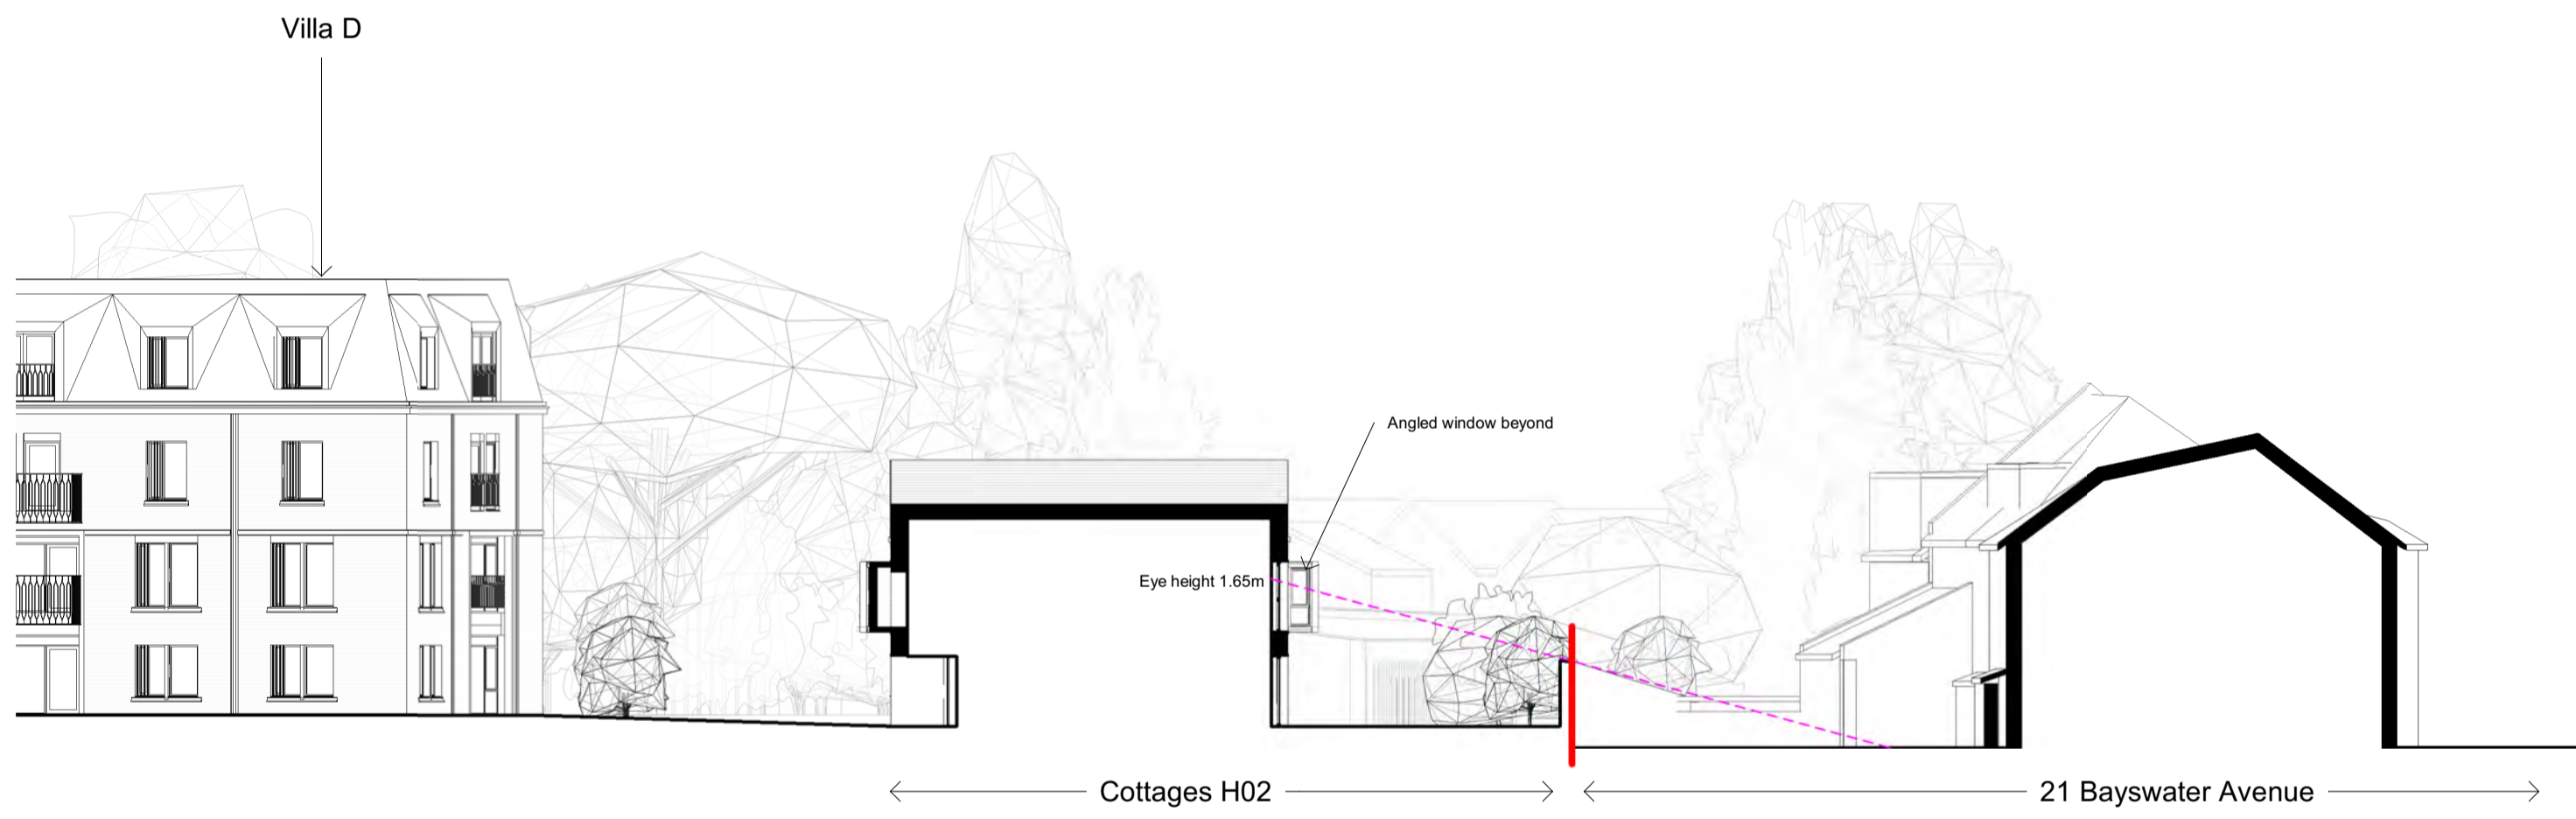 Villa D
Angled window beyond
Eye height 1.65m
Cottages H02
21 Bayswater Avenue